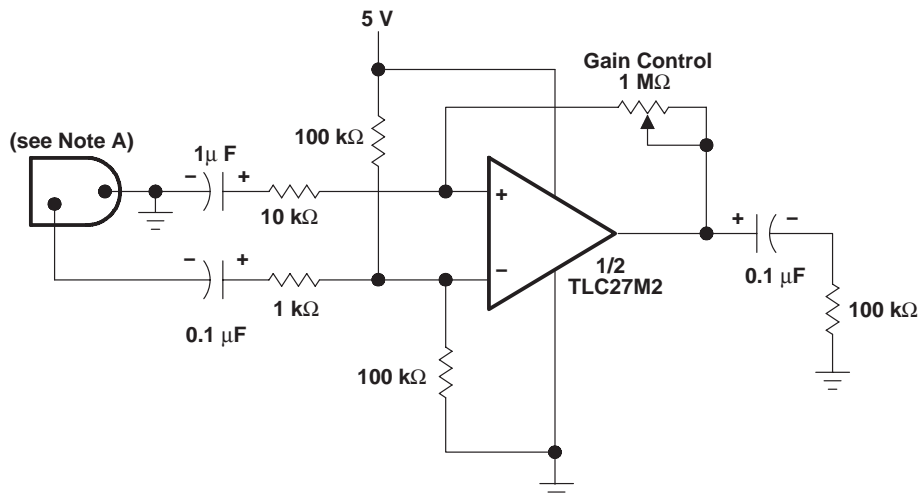 5 V
Gain Control
1 MΩ
100 kΩ
(see Note A)
1µ F
− +
10 kΩ
+
−
− +
1 kΩ
0.1 µF
1/2
TLC27M2
+ −
0.1 µF
100 kΩ
100 kΩ